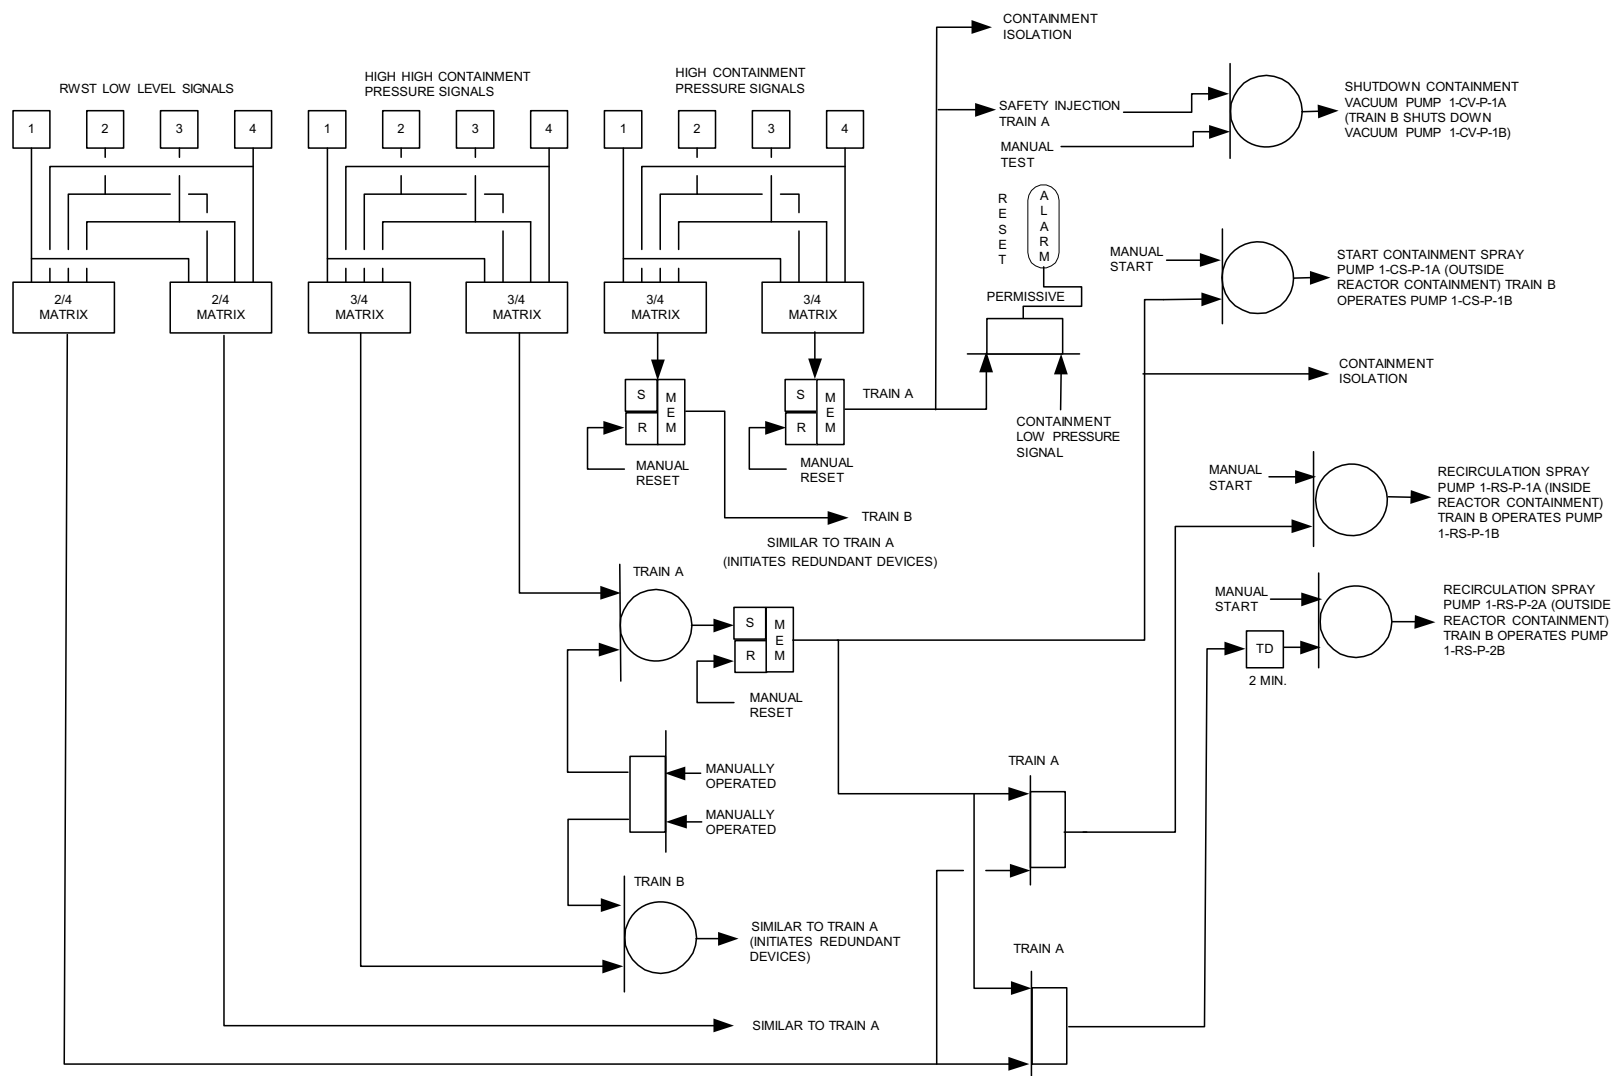 CONTAINMENT
ISOLATION
RWST LOW LEVEL SIGNALS
HIGH HIGH CONTAINMENT
PRESSURE SIGNALS
HIGH CONTAINMENT
PRESSURE SIGNALS
1
2
3
4
1
2
3
4
1
2
3
4
SAFETY INJECTION
TRAIN A
MANUAL
TEST
SHUTDOWN CONTAINMENT
VACUUM PUMP 1-CV-P-1A
(TRAIN B SHUTS DOWN
VACUUM PUMP 1-CV-P-1B)
RESET
ALARM
PERMISSIVE
MANUAL
START
START CONTAINMENT SPRAY
PUMP 1-CS-P-1A (OUTSIDE
REACTOR CONTAINMENT) TRAIN B
OPERATES PUMP 1-CS-P-1B
2/4
MATRIX
2/4
MATRIX
3/4
MATRIX
3/4
MATRIX
3/4
MATRIX
3/4
MATRIX
CONTAINMENT
ISOLATION
S
R
MEM
MANUAL
RESET
S
R
MEM
MANUAL
RESET
TRAIN A
CONTAINMENT
LOW PRESSURE
SIGNAL
TRAIN B
SIMILAR TO TRAIN A
(INITIATES REDUNDANT DEVICES)
MANUAL
START
RECIRCULATION SPRAY
PUMP 1-RS-P-1A (INSIDE
REACTOR CONTAINMENT)
TRAIN B OPERATES PUMP
1-RS-P-1B
TRAIN A
S
R
MEM
MANUAL
RESET
MANUAL
START
TD
2 MIN.
RECIRCULATION SPRAY
PUMP 1-RS-P-2A (OUTSIDE
REACTOR CONTAINMENT)
TRAIN B OPERATES PUMP
1-RS-P-2B
MANUALLY
OPERATED
MANUALLY
OPERATED
TRAIN A
TRAIN B
SIMILAR TO TRAIN A
(INITIATES REDUNDANT
DEVICES)
TRAIN A
SIMILAR TO TRAIN A